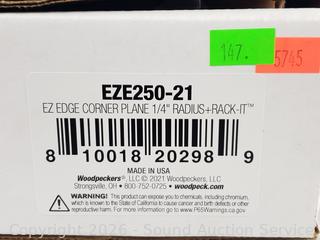 147.
5745
EZE250-21
EZ EDGE CORNER PLANE 1/4" RADIUS+RACK-IT™
8 10018 20298 9
MADE IN USA
Woodpeckers®, LLC © 2021 Woodpeckers, LLC
Strongsville, OH • 800-752-0725 • woodpeck.com
WARNING: This product can expose you to
chemicals, including chromium, which is known to the State of California to cause
cancer and birth defects or other reproductive harm.
For more information go to www.P65Warnings.ca.gov
Copyright 2026 - Sound Auction Service